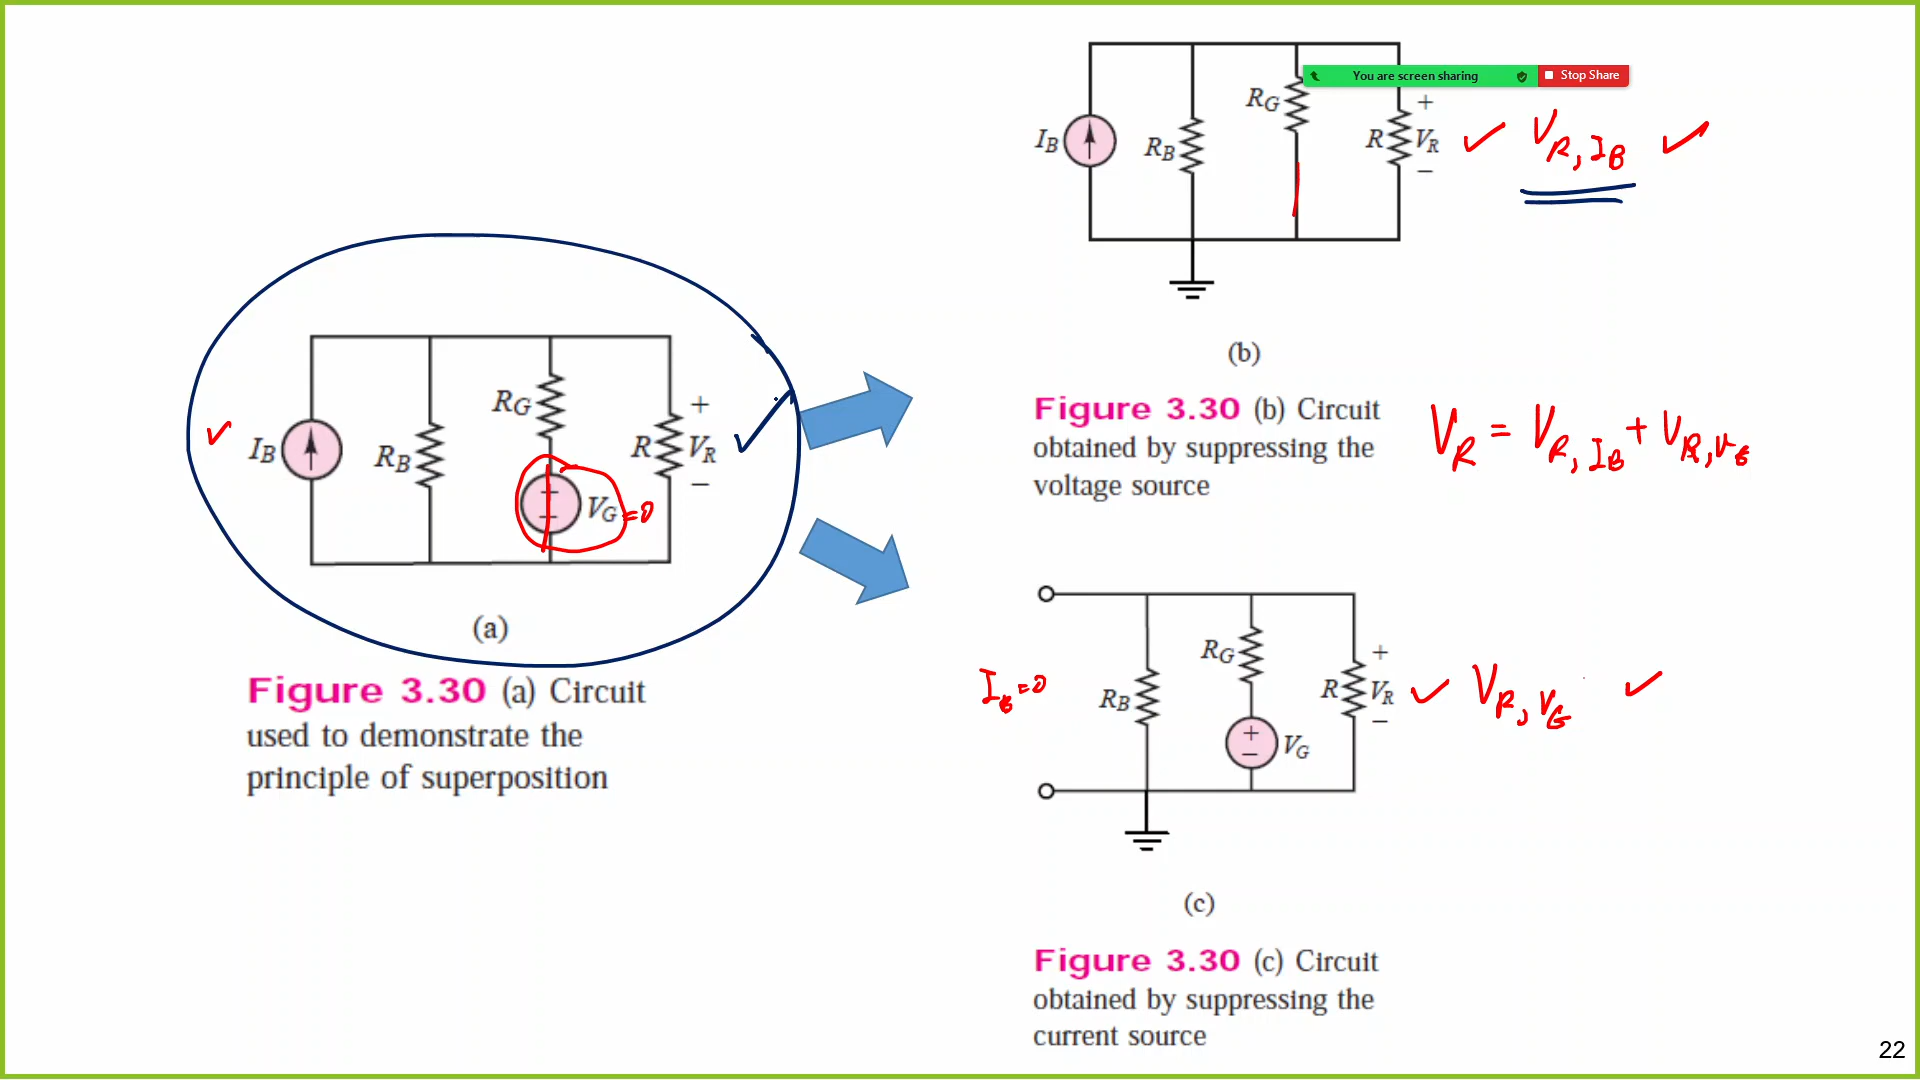 You are screen sharing
Stop Share
I_B
R_B
R_G
R
+
V_R
−
V_R, I_B
(b)
Figure 3.30 (b) Circuit
obtained by suppressing the
voltage source
V_R = V_R, I_B + V_R, V_G
I_B
R_B
R_G
+
−
V_G = 0
R
+
V_R
−
(a)
Figure 3.30 (a) Circuit
used to demonstrate the
principle of superposition
I_B = 0
R_B
R_G
+
−
V_G
R
+
V_R
−
V_R, V_G
(c)
Figure 3.30 (c) Circuit
obtained by suppressing the
current source
22